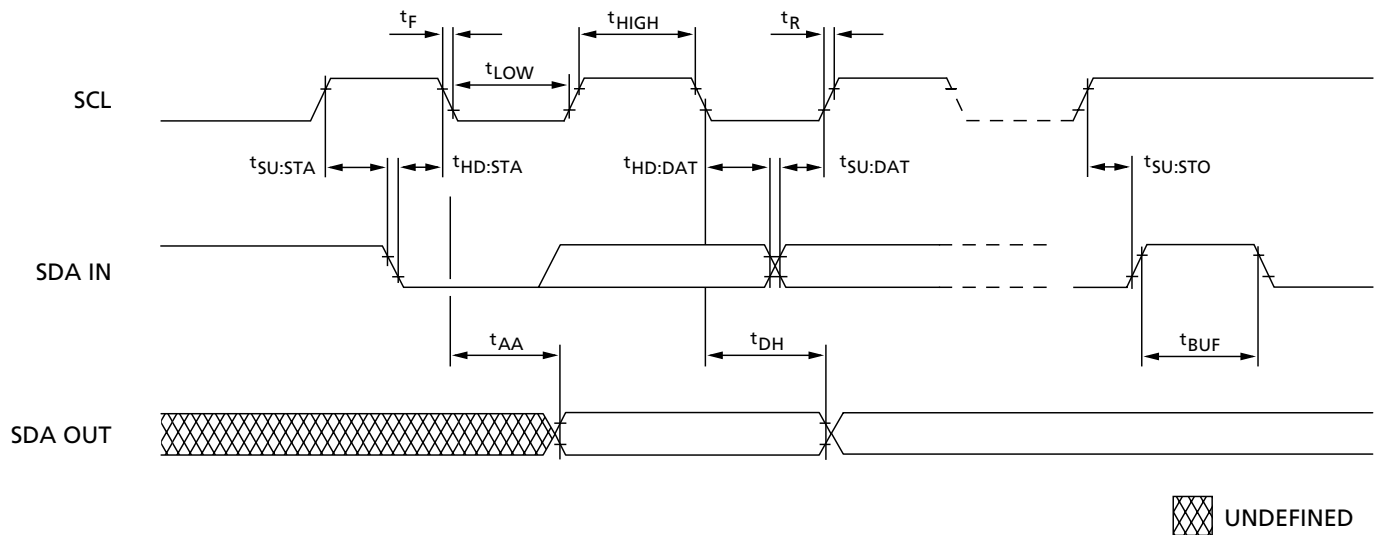 tF
tHIGH
tR
tLOW
SCL
tSU:STA
tHD:STA
tHD:DAT
tSU:DAT
tSU:STO
SDA IN
tAA
tDH
tBUF
SDA OUT
UNDEFINED